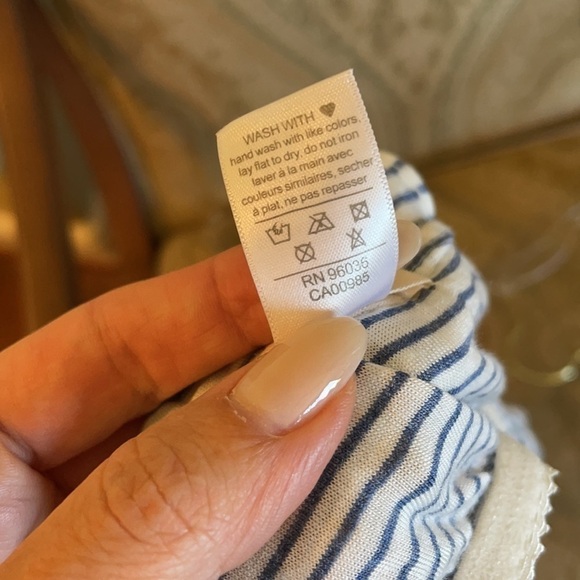 WASH WITH ♥
hand wash with like colors,
lay flat to dry, do not iron
laver à la main avec
couleurs similaires, secher
à plat, ne pas repasser
RN 96036
CA00985